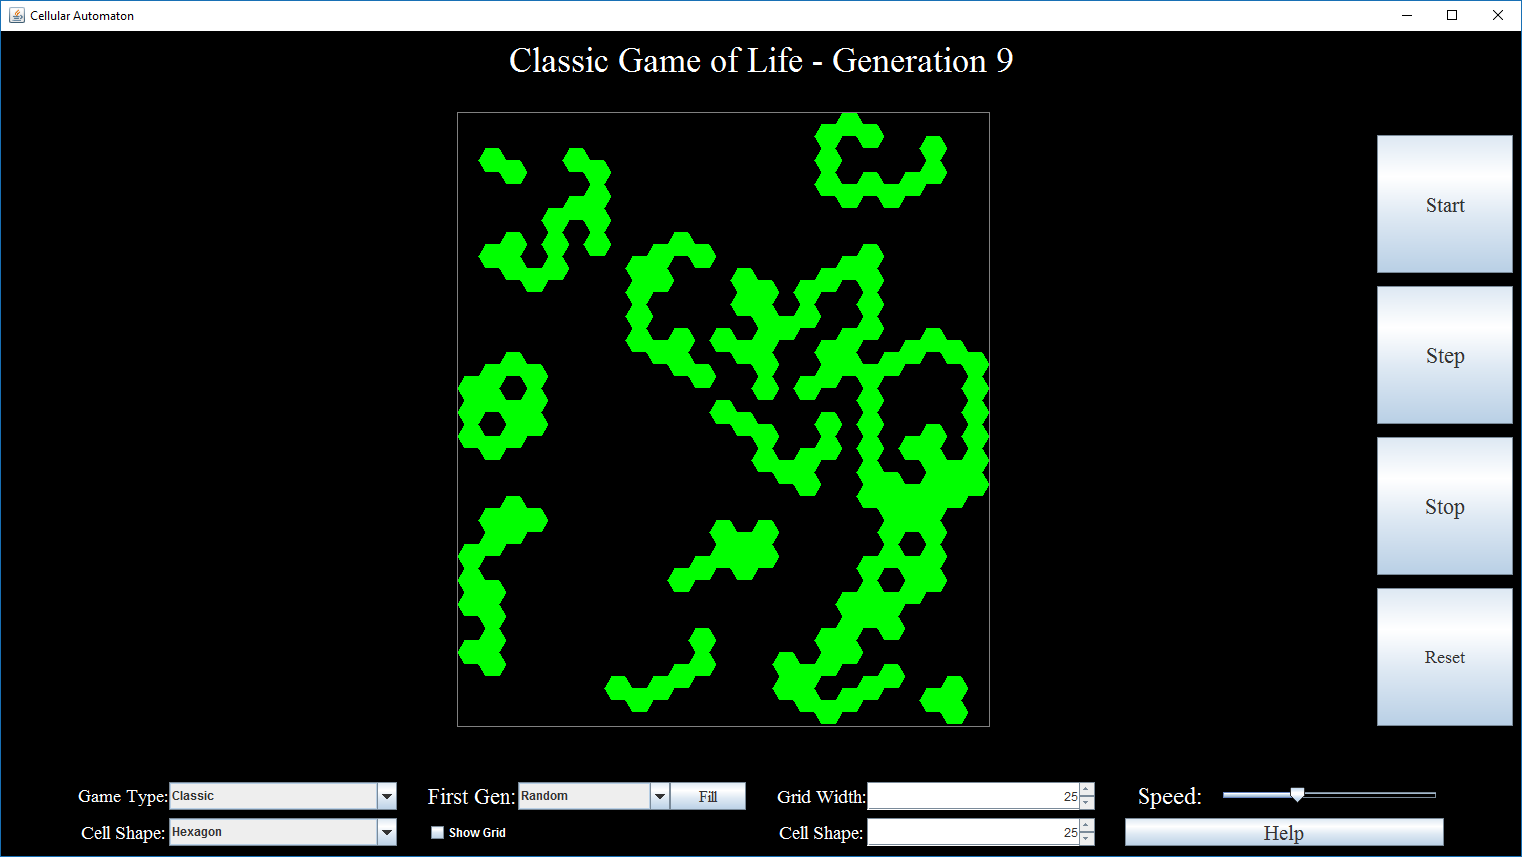 Cellular Automaton
Classic Game of Life - Generation 9
Start
Step
Stop
Reset
Game Type: Classic First Gen: Random Fill Grid Width: 25 Speed:
Cell Shape: Hexagon Show Grid Cell Shape: 25 Help